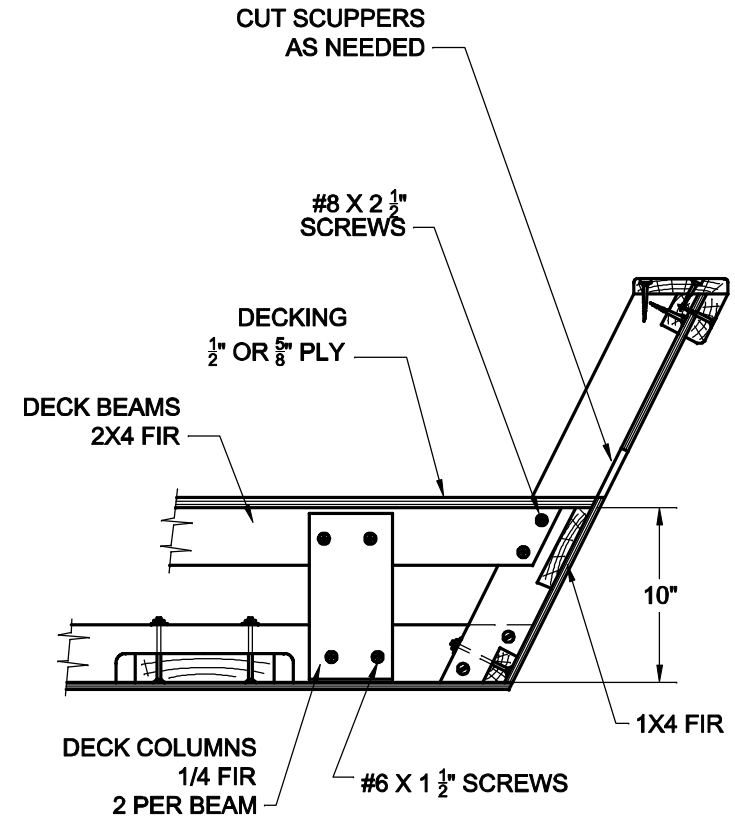 CUT SCUPPERS
AS NEEDED
#8 X 2 1/2"
SCREWS
DECKING
1/2" OR 5/8" PLY
DECK BEAMS
2X4 FIR
10"
1X4 FIR
DECK COLUMNS
1/4 FIR
2 PER BEAM
#6 X 1 1/2" SCREWS